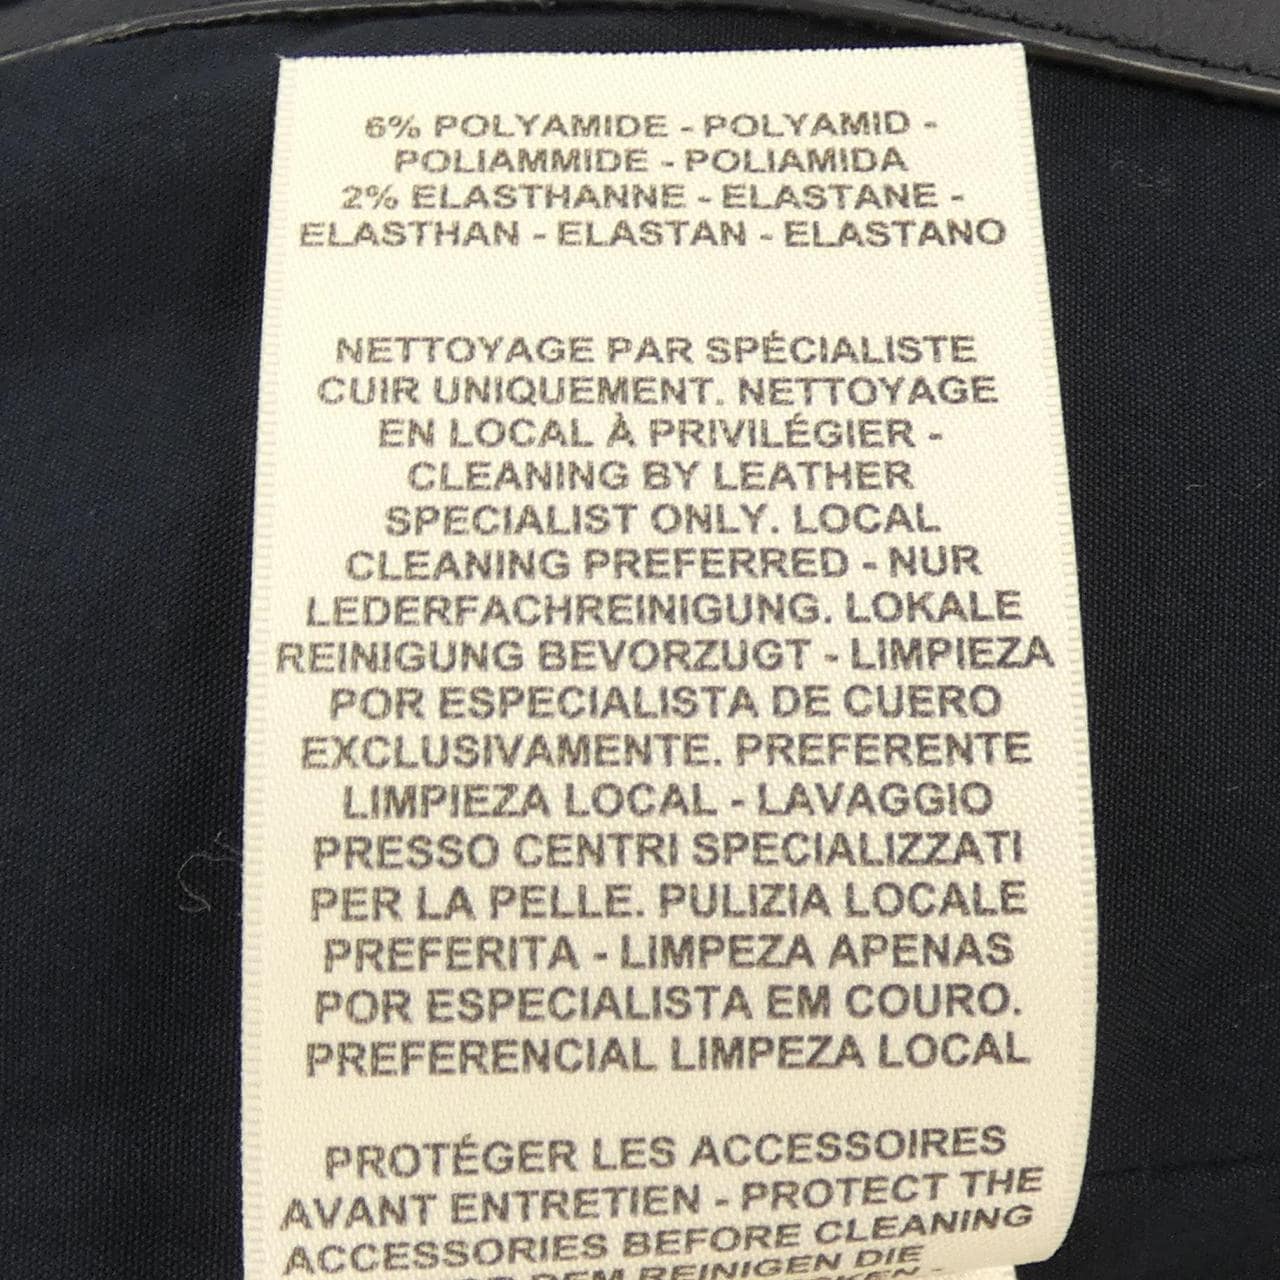 6% POLYAMIDE - POLYAMID -
POLIAMMIDE - POLIAMIDA
2% ELASTHANNE - ELASTANE -
ELASTHAN - ELASTAN - ELASTANO
NETTOYAGE PAR SPÉCIALISTE
CUIR UNIQUEMENT. NETTOYAGE
EN LOCAL À PRIVILÉGIER -
CLEANING BY LEATHER
SPECIALIST ONLY. LOCAL
CLEANING PREFERRED - NUR
LEDERFACHREINIGUNG. LOKALE
REINIGUNG BEVORZUGT - LIMPIEZA
POR ESPECIALISTA DE CUERO
EXCLUSIVAMENTE. PREFERENTE
LIMPIEZA LOCAL - LAVAGGIO
PRESSO CENTRI SPECIALIZZATI
PER LA PELLE. PULIZIA LOCALE
PREFERITA - LIMPEZA APENAS
POR ESPECIALISTA EM COURO.
PREFERENCIAL LIMPEZA LOCAL
PROTÉGER LES ACCESSOIRES
AVANT ENTRETIEN - PROTECT THE
ACCESSORIES BEFORE CLEANING
DEM REINIGEN DIE